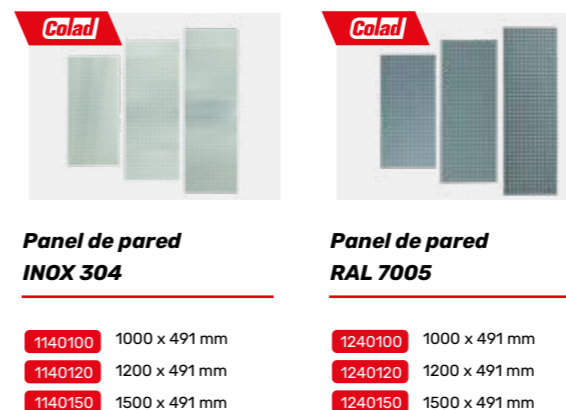 Colad
Panel de pared
INOX 304
1140100 1000 x 491 mm
1140120 1200 x 491 mm
1140150 1500 x 491 mm
Colad
Panel de pared
RAL 7005
1240100 1000 x 491 mm
1240120 1200 x 491 mm
1240150 1500 x 491 mm